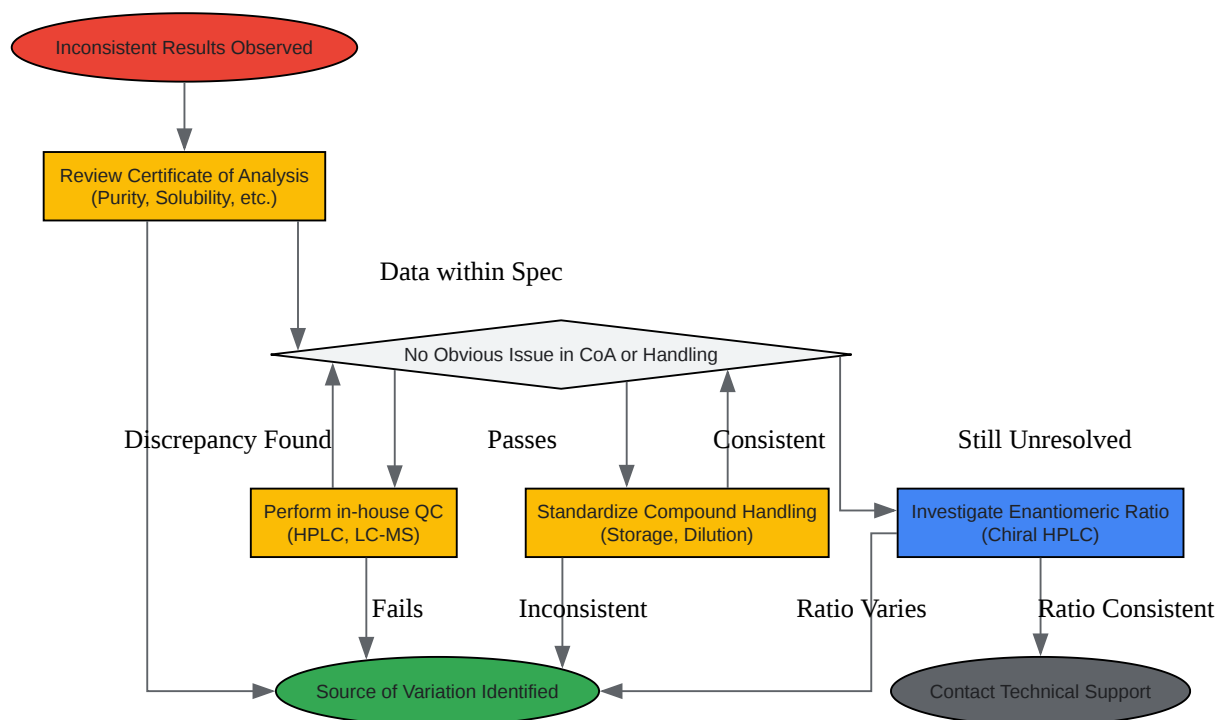 Inconsistent Results Observed
Review Certificate of Analysis
(Purity, Solubility, etc.)
Data within Spec
No Obvious Issue in CoA or Handling
Discrepancy Found
Passes
Consistent
Still Unresolved
Perform in-house QC
(HPLC, LC-MS)
Standardize Compound Handling
(Storage, Dilution)
Investigate Enantiomeric Ratio
(Chiral HPLC)
Fails
Inconsistent
Ratio Varies
Ratio Consistent
Source of Variation Identified
Contact Technical Support